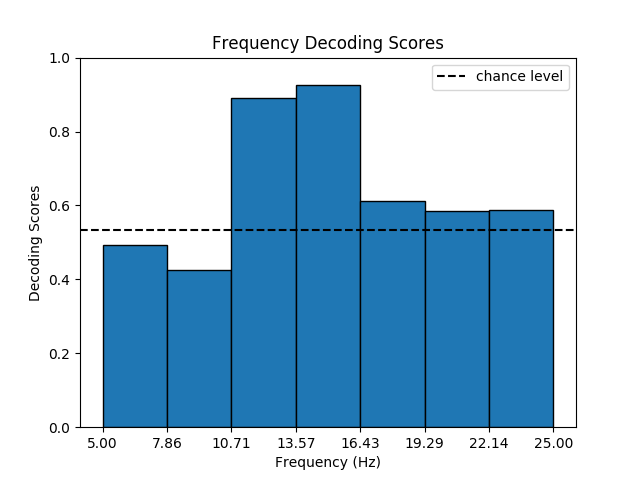 Frequency Decoding Scores
chance level
1.0
0.8
0.6
0.4
0.2
0.0
Decoding Scores
5.00 7.86 10.71 13.57 16.43 19.29 22.14 25.00
Frequency (Hz)